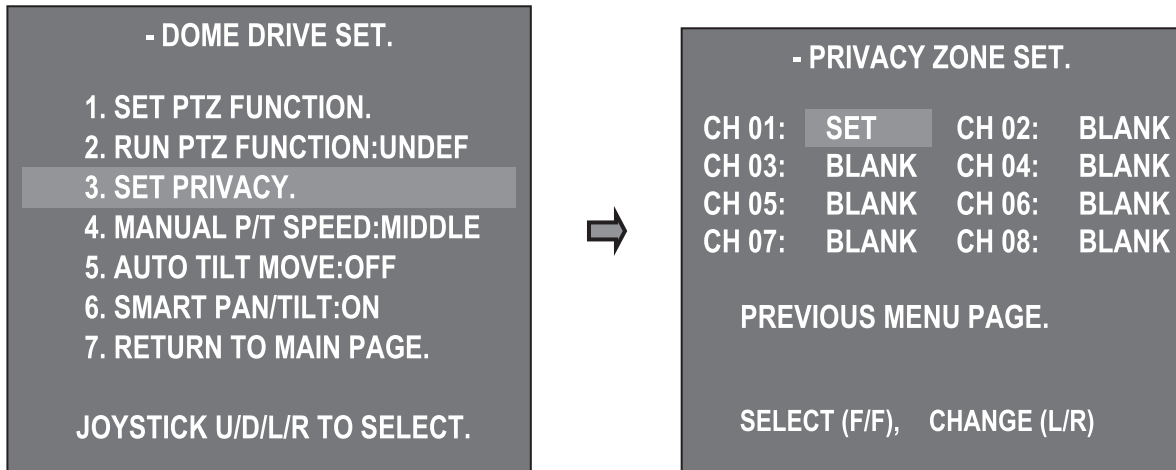 - DOME DRIVE SET.
1. SET PTZ FUNCTION.
2. RUN PTZ FUNCTION:UNDEF
3. SET PRIVACY.
4. MANUAL P/T SPEED:MIDDLE
5. AUTO TILT MOVE:OFF
6. SMART PAN/TILT:ON
7. RETURN TO MAIN PAGE.
JOYSTICK U/D/L/R TO SELECT.
- PRIVACY ZONE SET.
CH 01: SET CH 02: BLANK
CH 03: BLANK CH 04: BLANK
CH 05: BLANK CH 06: BLANK
CH 07: BLANK CH 08: BLANK
PREVIOUS MENU PAGE.
SELECT (F/F), CHANGE (L/R)